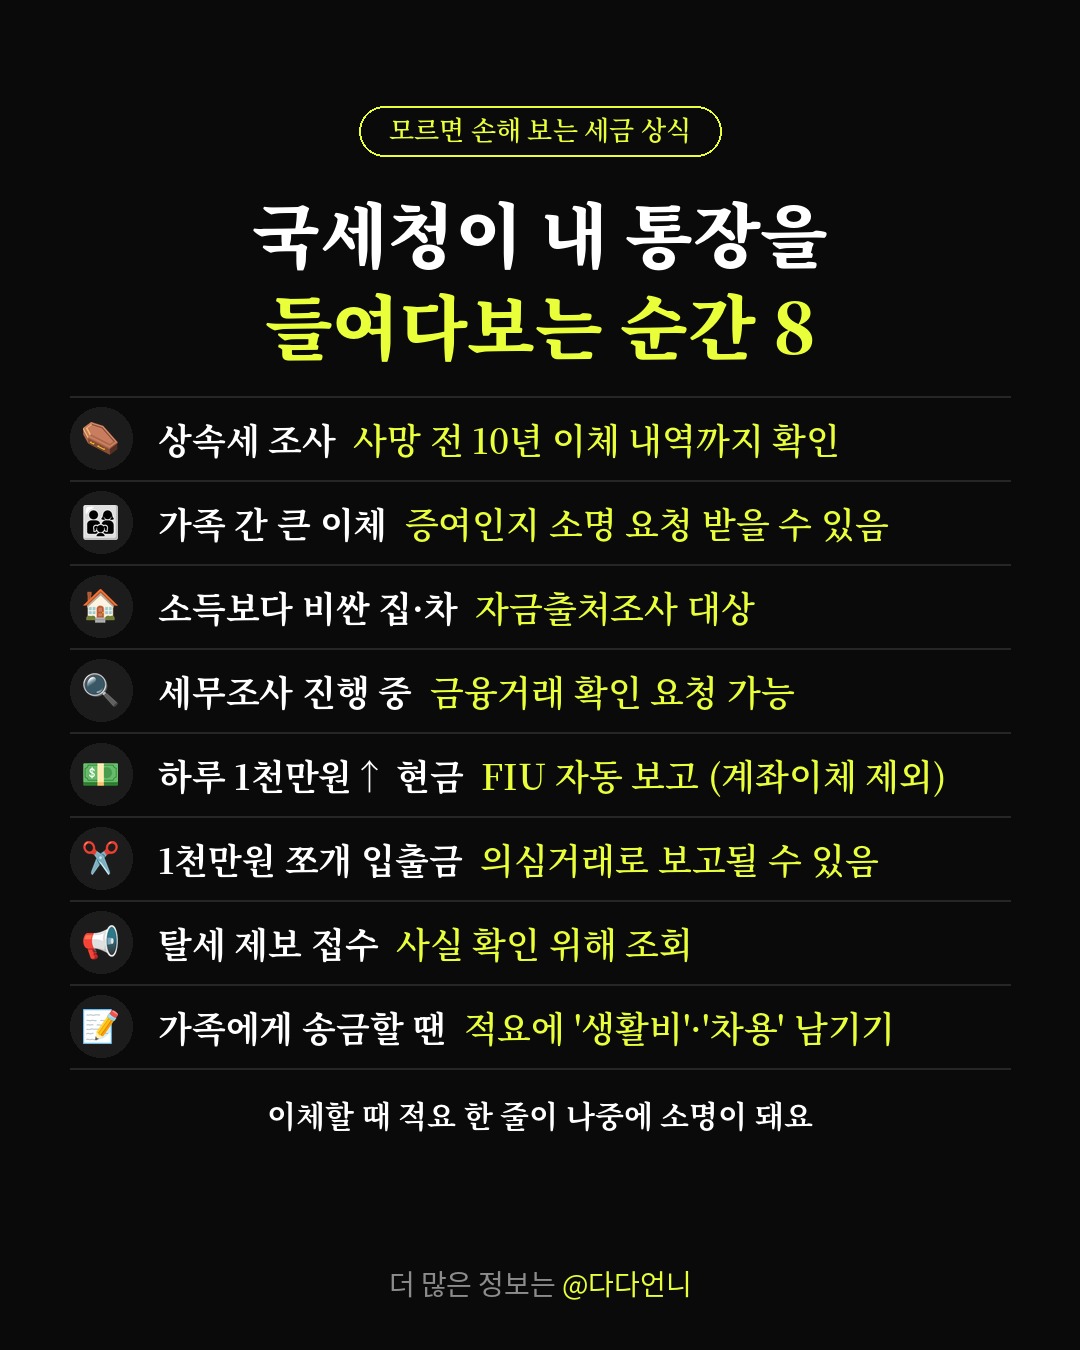 모르면 손해 보는 세금 상식
국세청이 내 통장을
들여다보는 순간 8
상속세 조사 사망 전 10년 이체 내역까지 확인
가족 간 큰 이체 증여인지 소명 요청 받을 수 있음
소득보다 비싼 집·차 자금출처조사 대상
세무조사 진행 중 금융거래 확인 요청 가능
하루 1천만원↑ 현금 FIU 자동 보고 (계좌이체 제외)
1천만원 쪼개 입출금 의심거래로 보고될 수 있음
탈세 제보 접수 사실 확인 위해 조회
가족에게 송금할 땐 적요에 '생활비'·'차용' 남기기
이체할 때 적요 한 줄이 나중에 소명이 돼요
더 많은 정보는 @다다언니